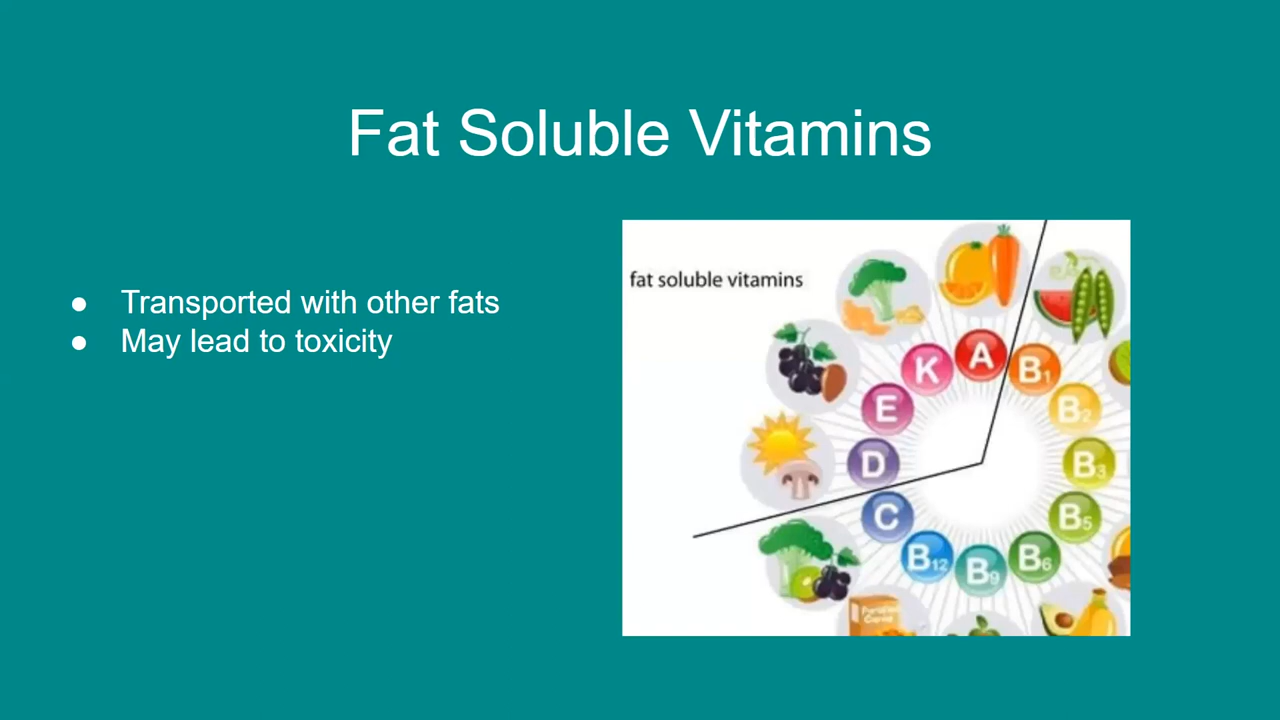 Fat Soluble Vitamins
● Transported with other fats
● May lead to toxicity
fat soluble vitamins
A
K
B1
E
B2
D
B3
C
B5
B12
B9
B6